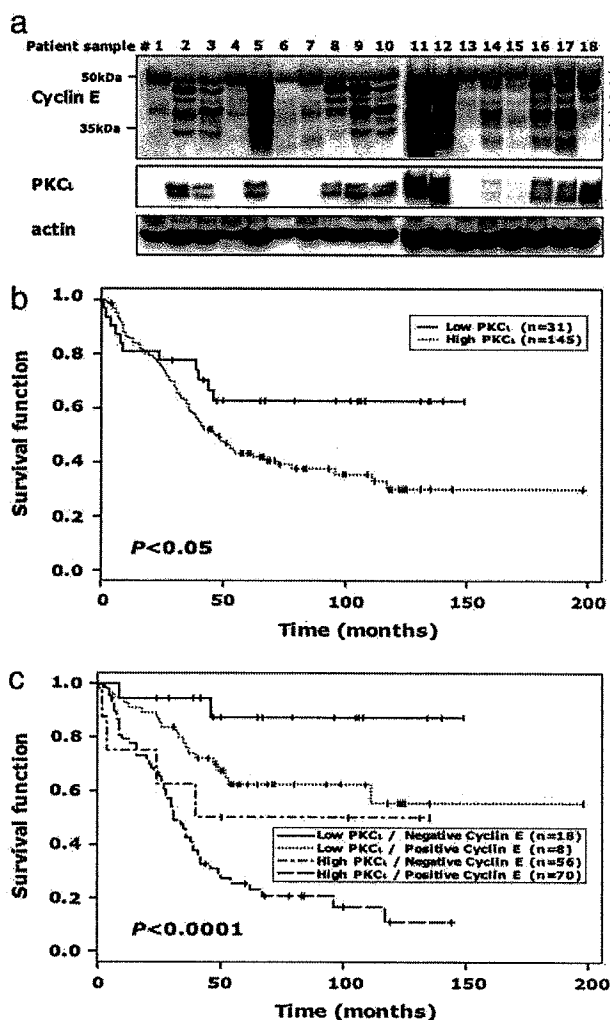 a
Patient sample # 1 2 3 4 5 6 7 8 9 10 11 12 13 14 15 16 17 18
50kDa
Cyclin E
35kDa
PKCι
actin
b
1.0
0.8
0.6
0.4
0.2
0.0
Survival function
Low PKCι (n=31)
High PKCι (n=145)
P<0.05
0 50 100 150 200
Time (months)
c
1.0
0.8
0.6
0.4
0.2
0.0
Survival function
Low PKCι / Negative Cyclin E (n=18)
Low PKCι / Positive Cyclin E (n=8)
High PKCι / Negative Cyclin E (n=56)
High PKCι / Positive Cyclin E (n=70)
P<0.0001
0 50 100 150 200
Time (months)